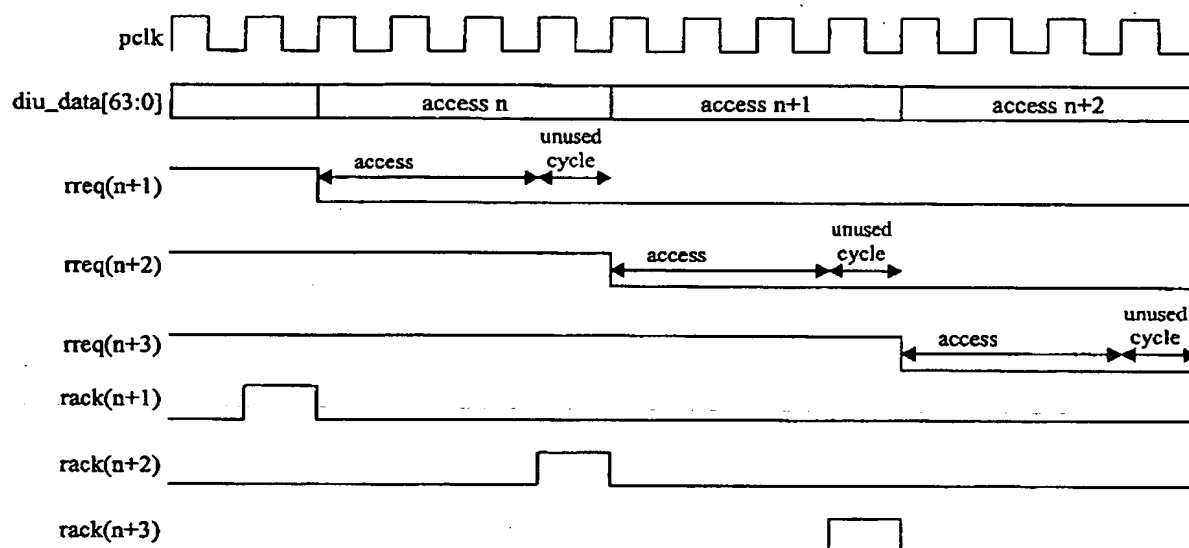 pclk
diu_data[63:0]
access n
access n+1
access n+2
unused
cycle
access
rreq(n+1)
unused
cycle
access
rreq(n+2)
unused
cycle
access
rreq(n+3)
rack(n+1)
rack(n+2)
rack(n+3)